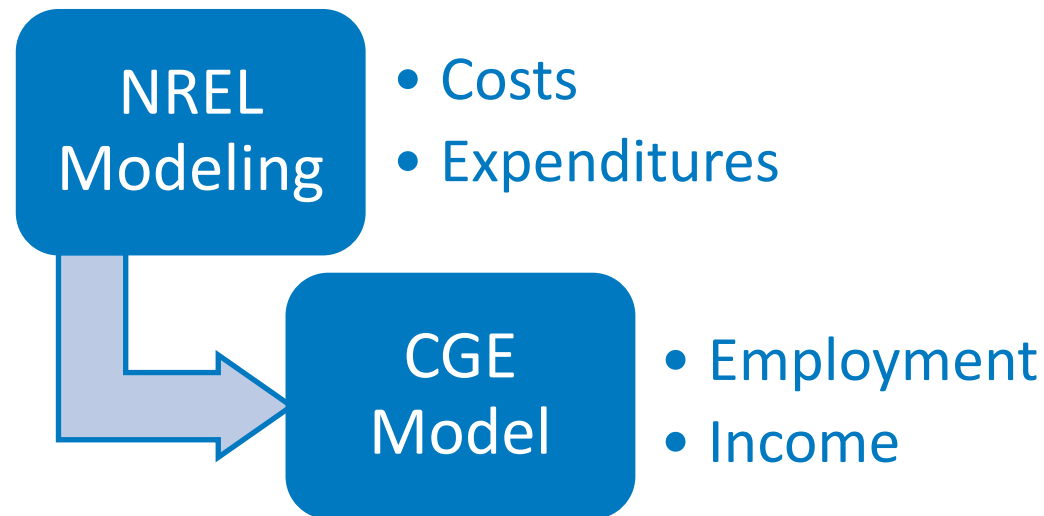 NREL
Modeling
• Costs
• Expenditures
CGE
Model
• Employment
• Income